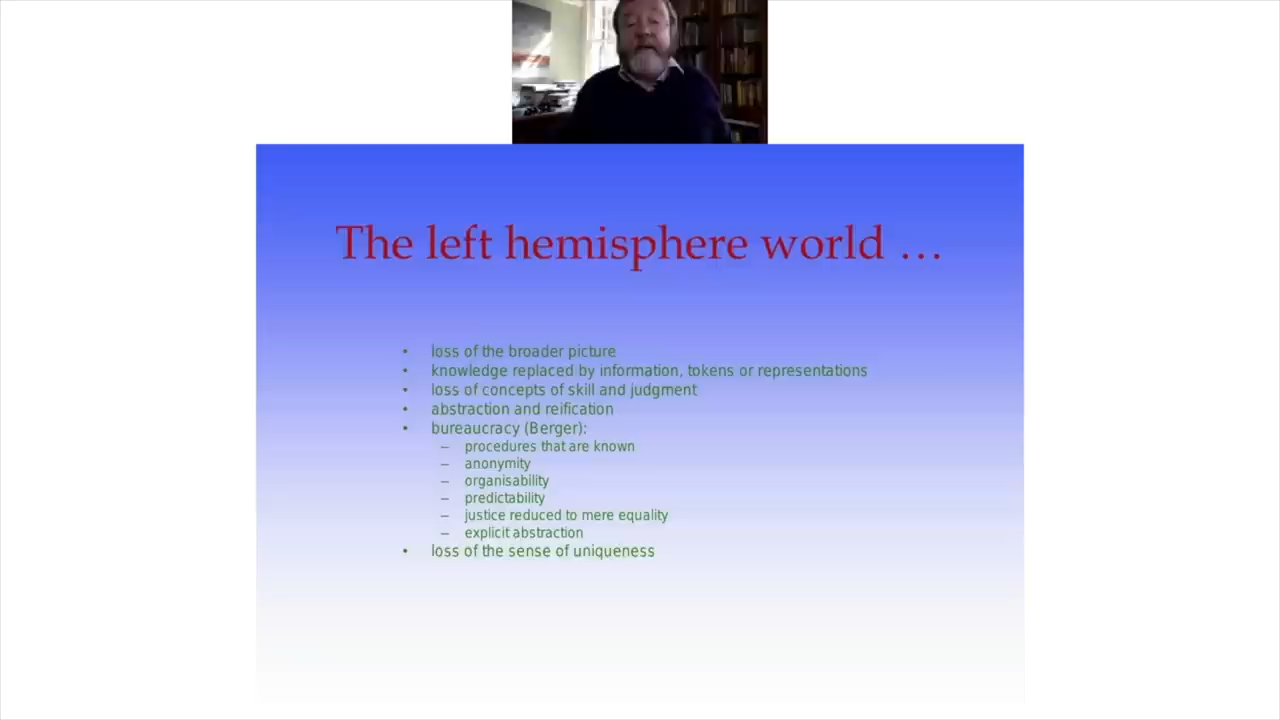 The left hemisphere world …
• loss of the broader picture
• knowledge replaced by information, tokens or representations
• loss of concepts of skill and judgment
• abstraction and reification
• bureaucracy (Berger):
– procedures that are known
– anonymity
– organisability
– predictability
– justice reduced to mere equality
– explicit abstraction
• loss of the sense of uniqueness